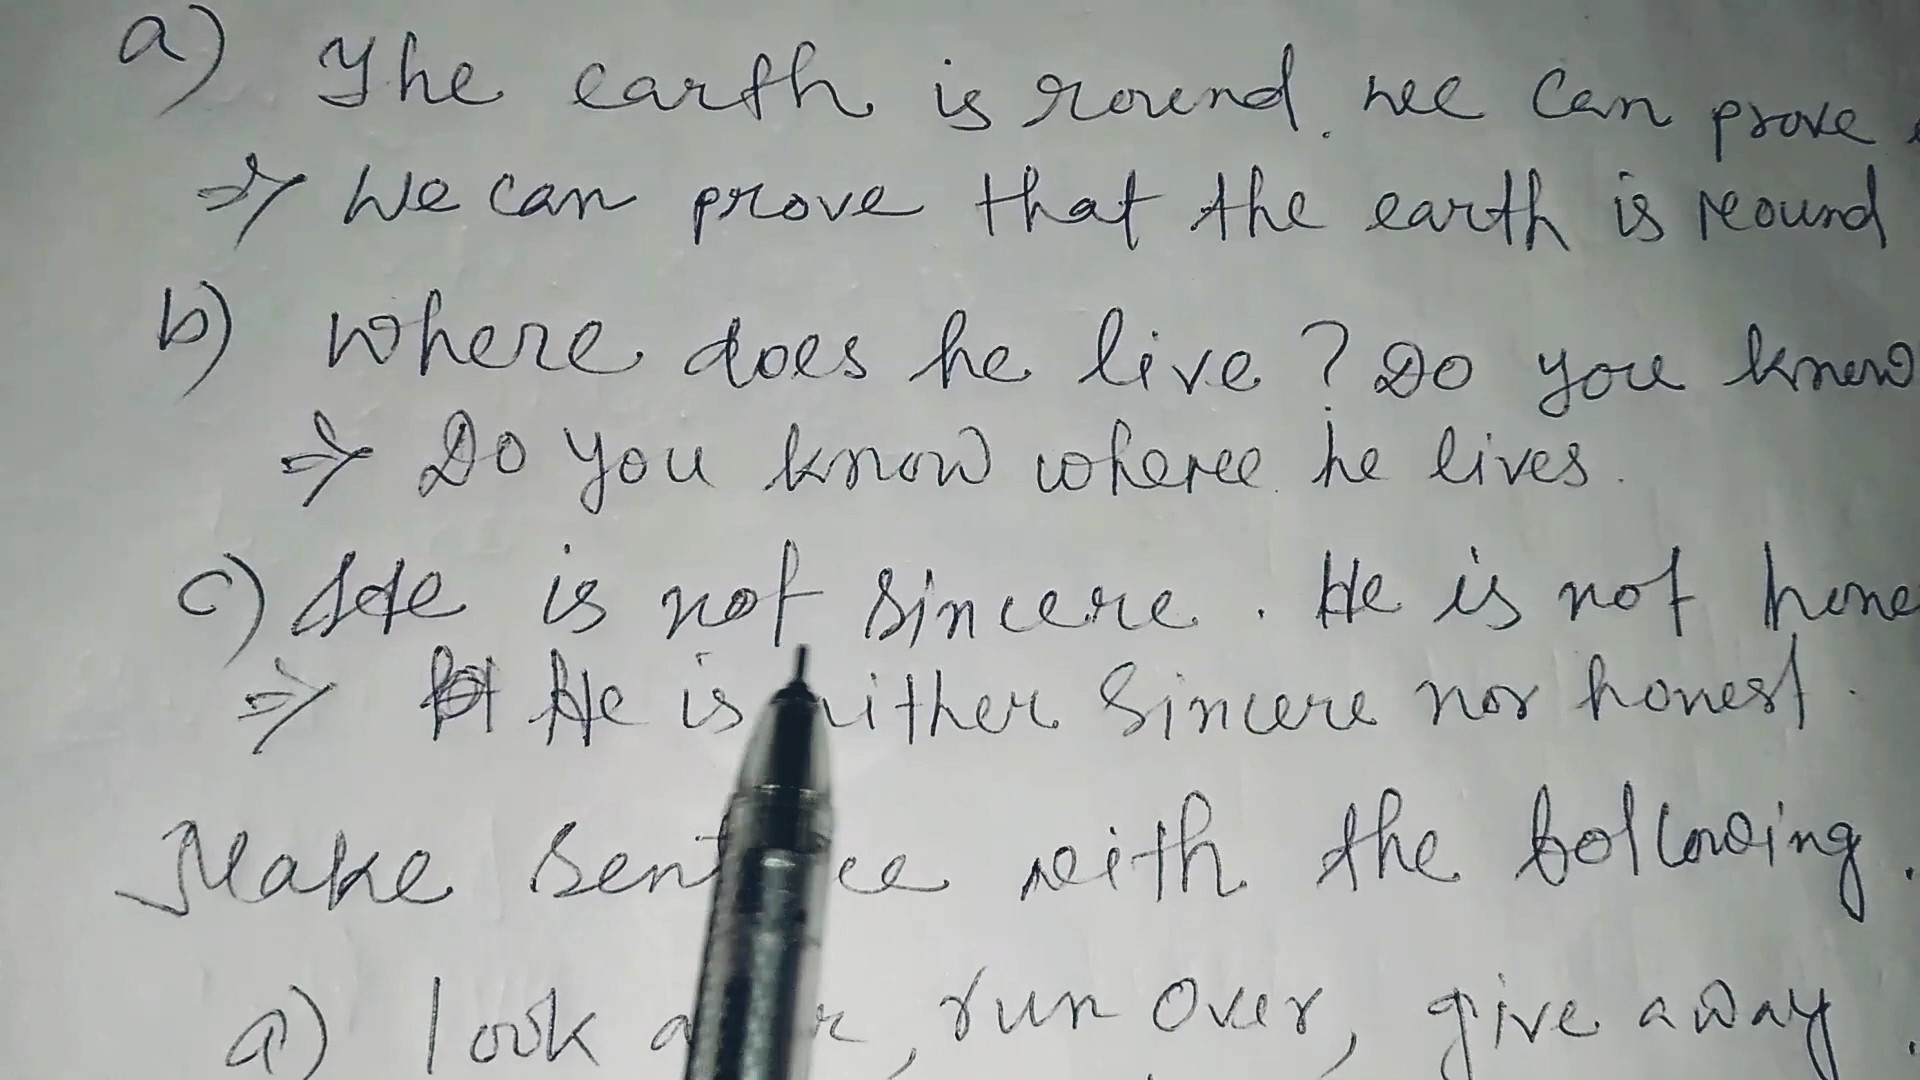 a) The earth is round. we can prove
⇒ We can prove that the earth is round
b) Where does he live? Do you know
⇒ Do you know where he lives.
c) He is not sincere. He is not hone
⇒ He is nither sincere nor honest.
Make with the following.
a) look run over, give away.